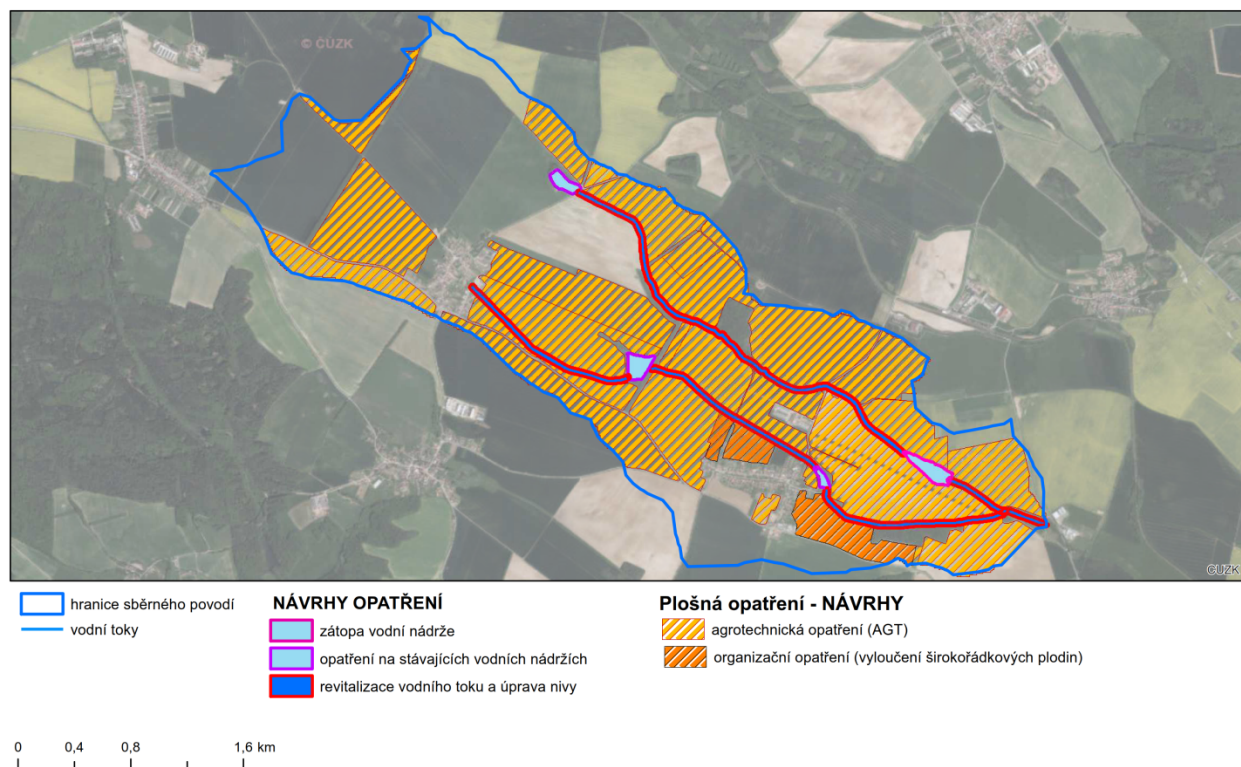 © ČÚZK
ČÚZK
hranice sběrného povodí
vodní toky
NÁVRHY OPATŘENÍ
zátopa vodní nádrže
opatření na stávajících vodních nádržích
revitalizace vodního toku a úprava nivy
Plošná opatření - NÁVRHY
agrotechnická opatření (AGT)
organizační opatření (vyloučení širokořádkových plodin)
0 0,4 0,8 1,6 km